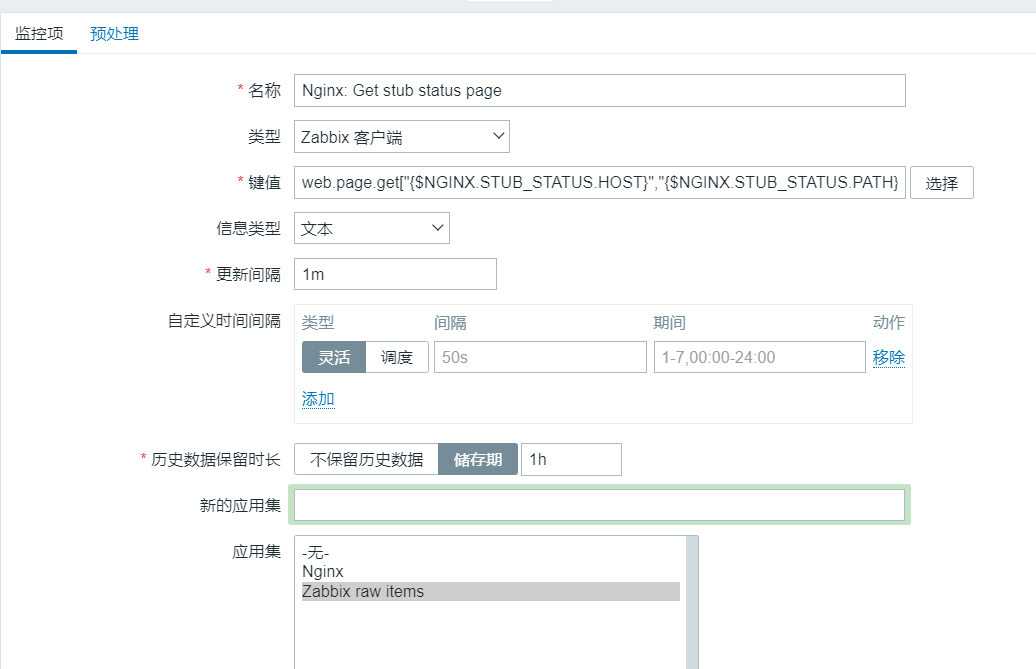 监控项 预处理
* 名称 Nginx: Get stub status page
类型 Zabbix 客户端
* 键值 web.page.get["{$NGINX.STUB_STATUS.HOST}","{$NGINX.STUB_STATUS.PATH} 选择
信息类型 文本
* 更新间隔 1m
自定义时间间隔 类型 间隔 期间 动作
灵活 调度 50s 1-7,00:00-24:00 移除
添加
* 历史数据保留时长 不保留历史数据 储存期 1h
新的应用集
应用集 -无-
Nginx
Zabbix raw items